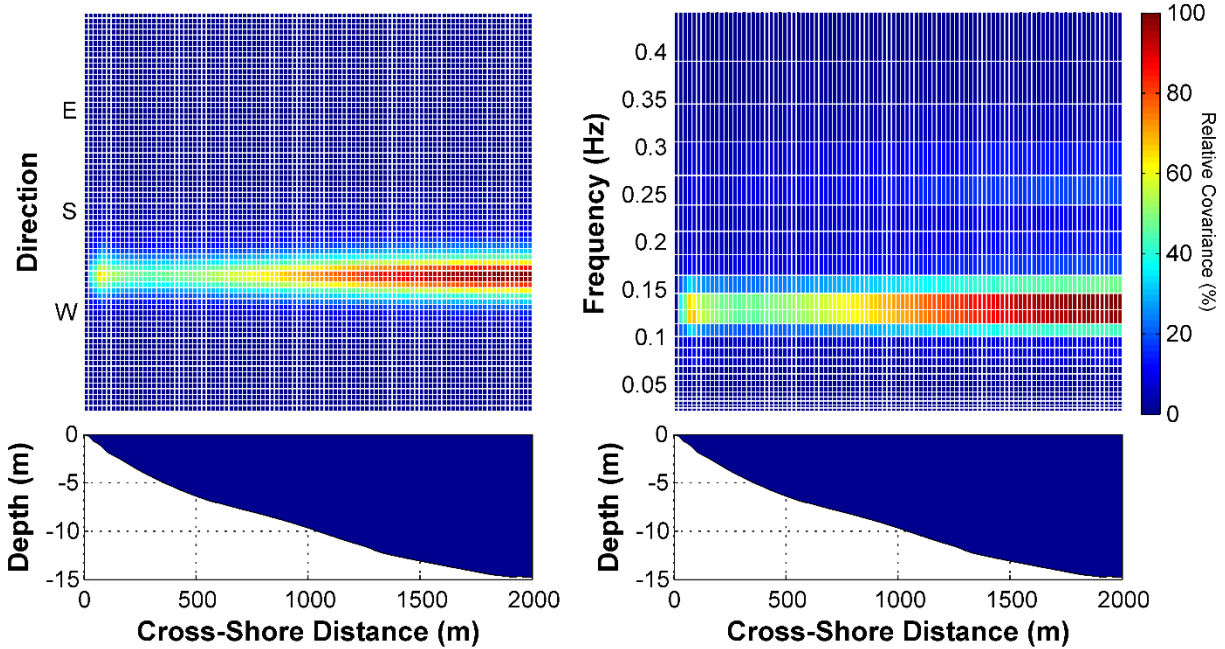 Direction
E
S
W
Frequency (Hz)
0.4
0.35
0.3
0.25
0.2
0.15
0.1
0.05
100
80
60
40
20
0
Relative Covariance (%)
Depth (m)
0
-5
-10
-15
0 500 1000 1500 2000
Cross-Shore Distance (m)
Depth (m)
0
-5
-10
-15
0 500 1000 1500 2000
Cross-Shore Distance (m)